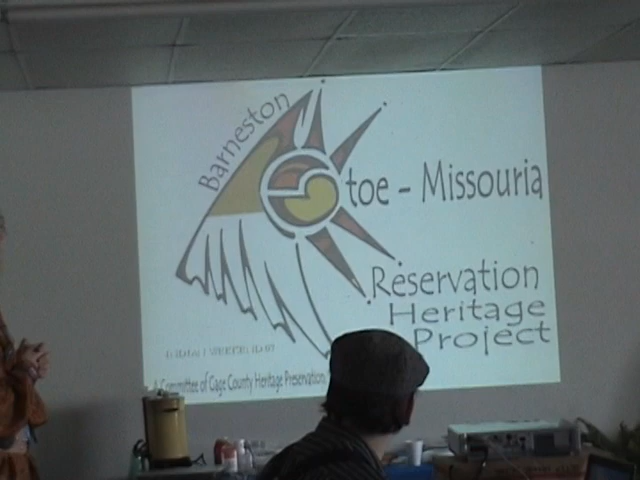 Barneston
toe - Missouria
Reservation
Heritage
Project
A Committee of Gage County Heritage Preservation,